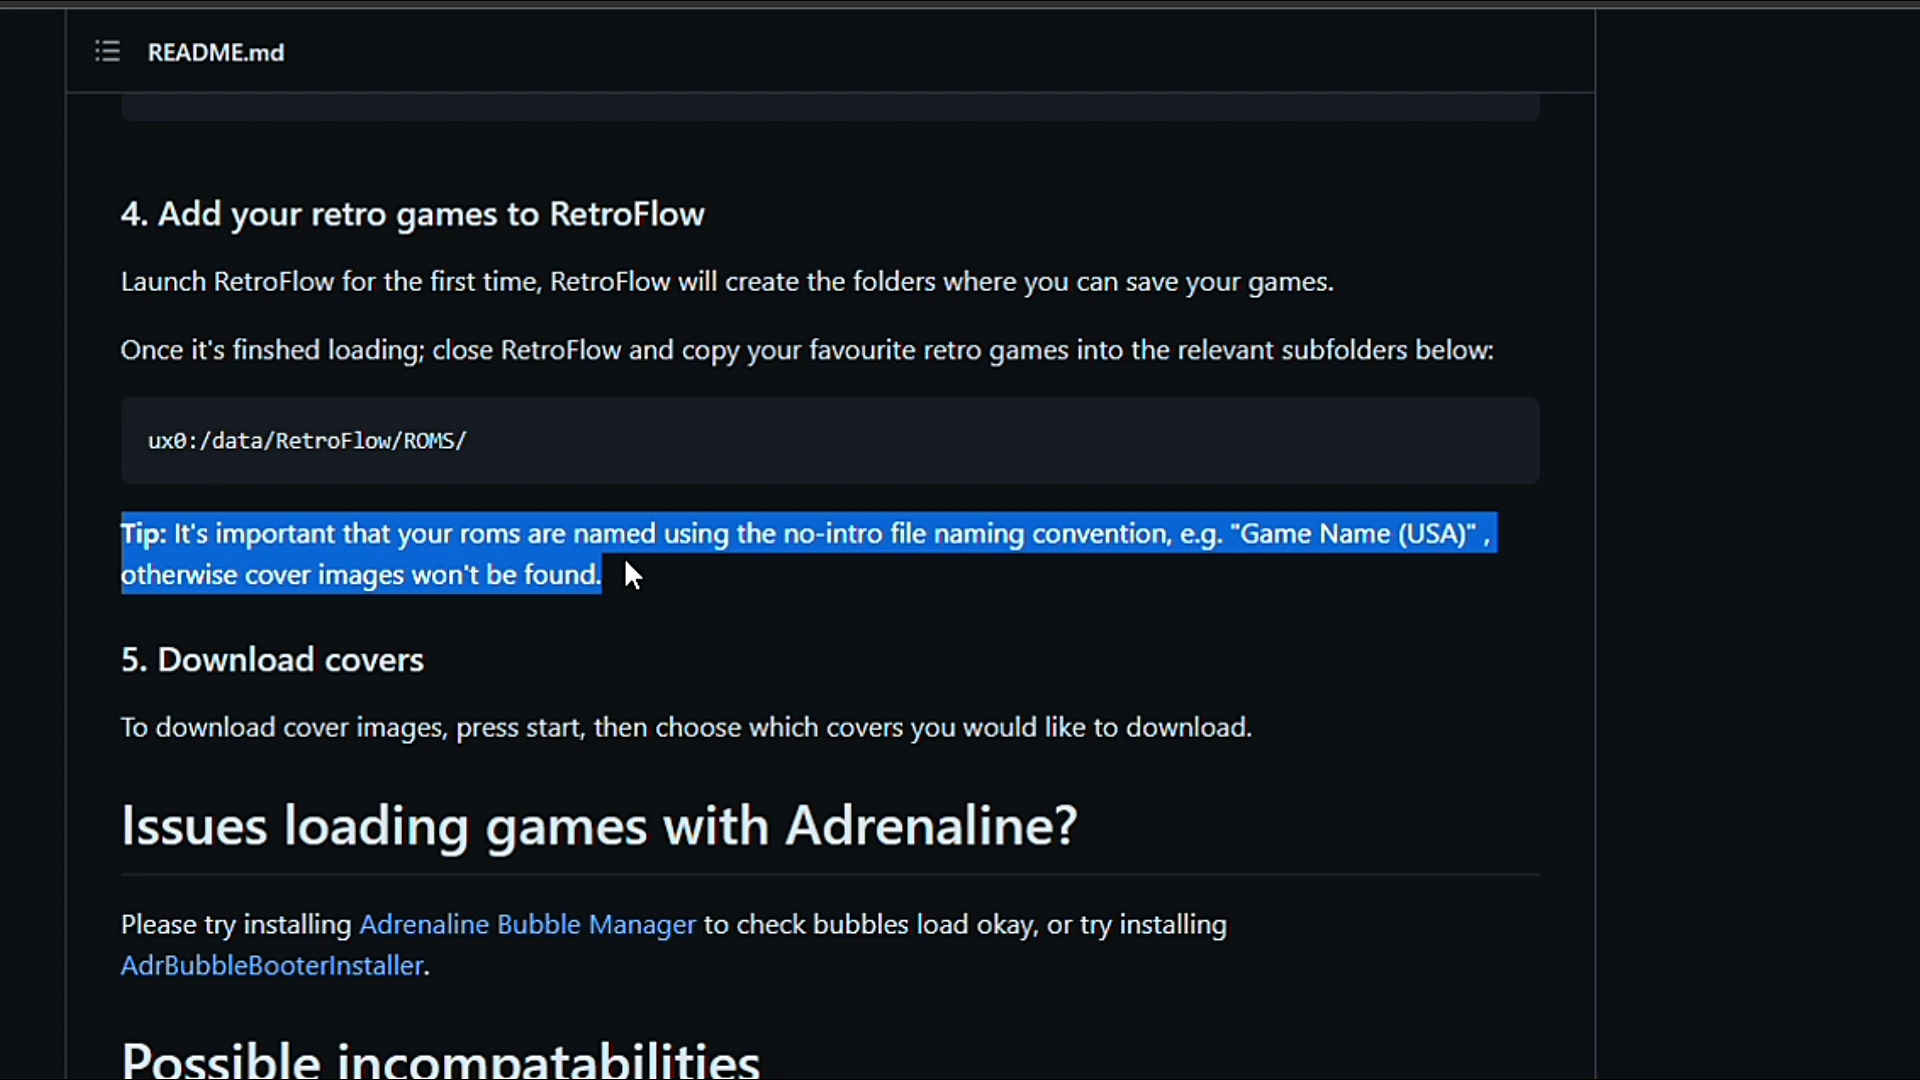 README.md
4. Add your retro games to RetroFlow
Launch RetroFlow for the first time, RetroFlow will create the folders where you can save your games.
Once it's finshed loading; close RetroFlow and copy your favourite retro games into the relevant subfolders below:
ux0:/data/RetroFlow/ROMS/
Tip: It's important that your roms are named using the no-intro file naming convention, e.g. "Game Name (USA)" ,
otherwise cover images won't be found.
5. Download covers
To download cover images, press start, then choose which covers you would like to download.
Issues loading games with Adrenaline?
Please try installing Adrenaline Bubble Manager to check bubbles load okay, or try installing
AdrBubbleBooterInstaller.
Possible incompatabilities